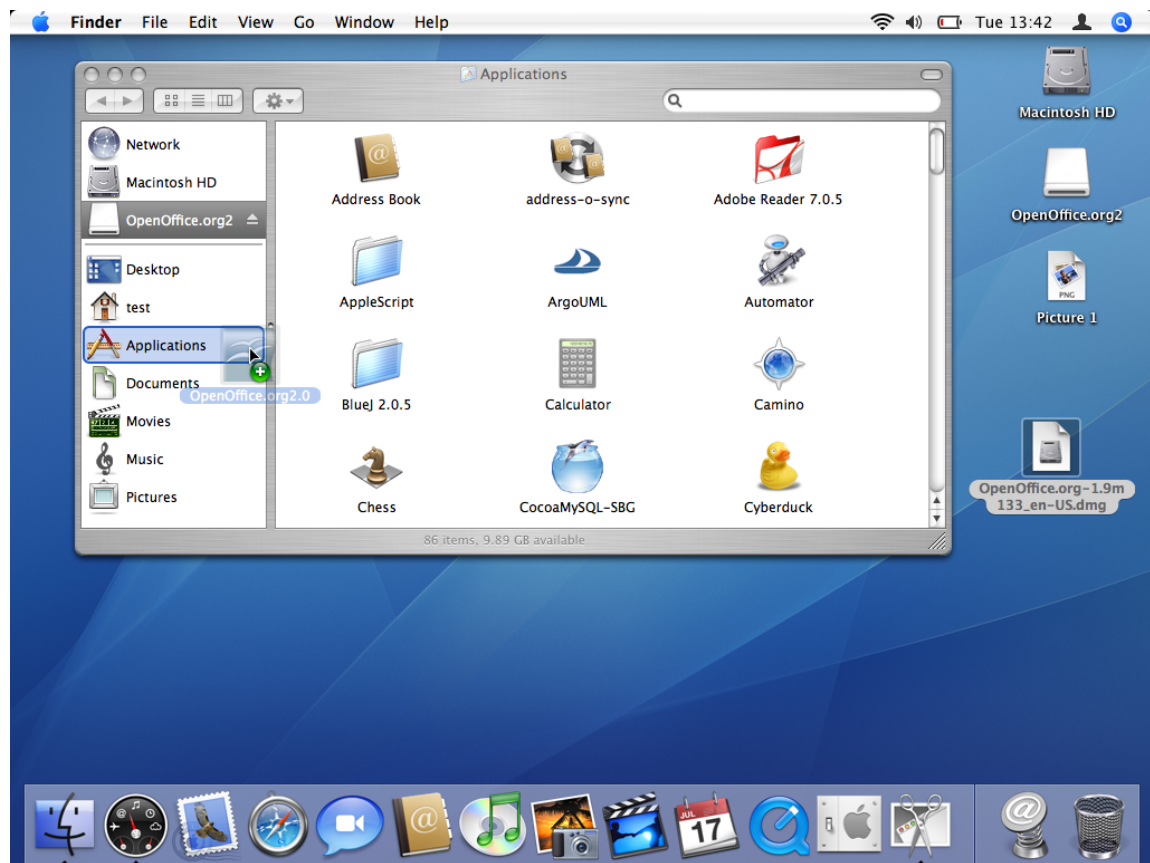 Finder File Edit View Go Window Help Tue 13:42
Applications
Network
Macintosh HD
OpenOffice.org2
Desktop
test
Applications
Documents
OpenOffice.org2.0
Movies
Music
Pictures
Address Book address-o-sync Adobe Reader 7.0.5
AppleScript ArgoUML Automator
BlueJ 2.0.5 Calculator Camino
Chess CocoaMySQL-SBG Cyberduck
86 items, 9.89 GB available
Macintosh HD
OpenOffice.org2
PNG
Picture 1
OpenOffice.org-1.9m
133_en-US.dmg
JUL
17